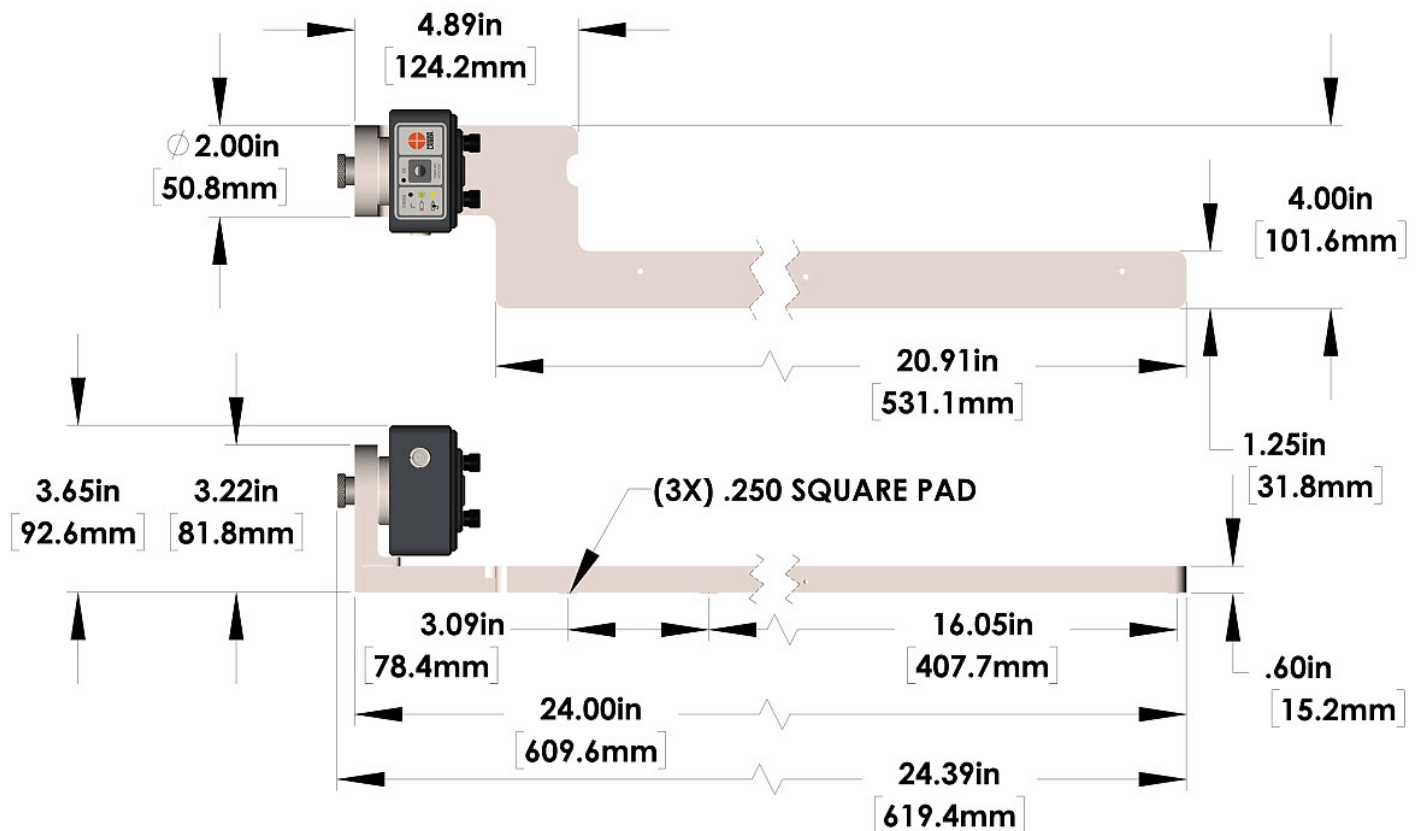 4.89in
[124.2mm]
∅ 2.00in
[50.8mm]
4.00in
[101.6mm]
20.91in
[531.1mm]
1.25in
[31.8mm]
3.65in
[92.6mm]
3.22in
[81.8mm]
(3X) .250 SQUARE PAD
3.09in
[78.4mm]
16.05in
[407.7mm]
.60in
[15.2mm]
24.00in
[609.6mm]
24.39in
[619.4mm]